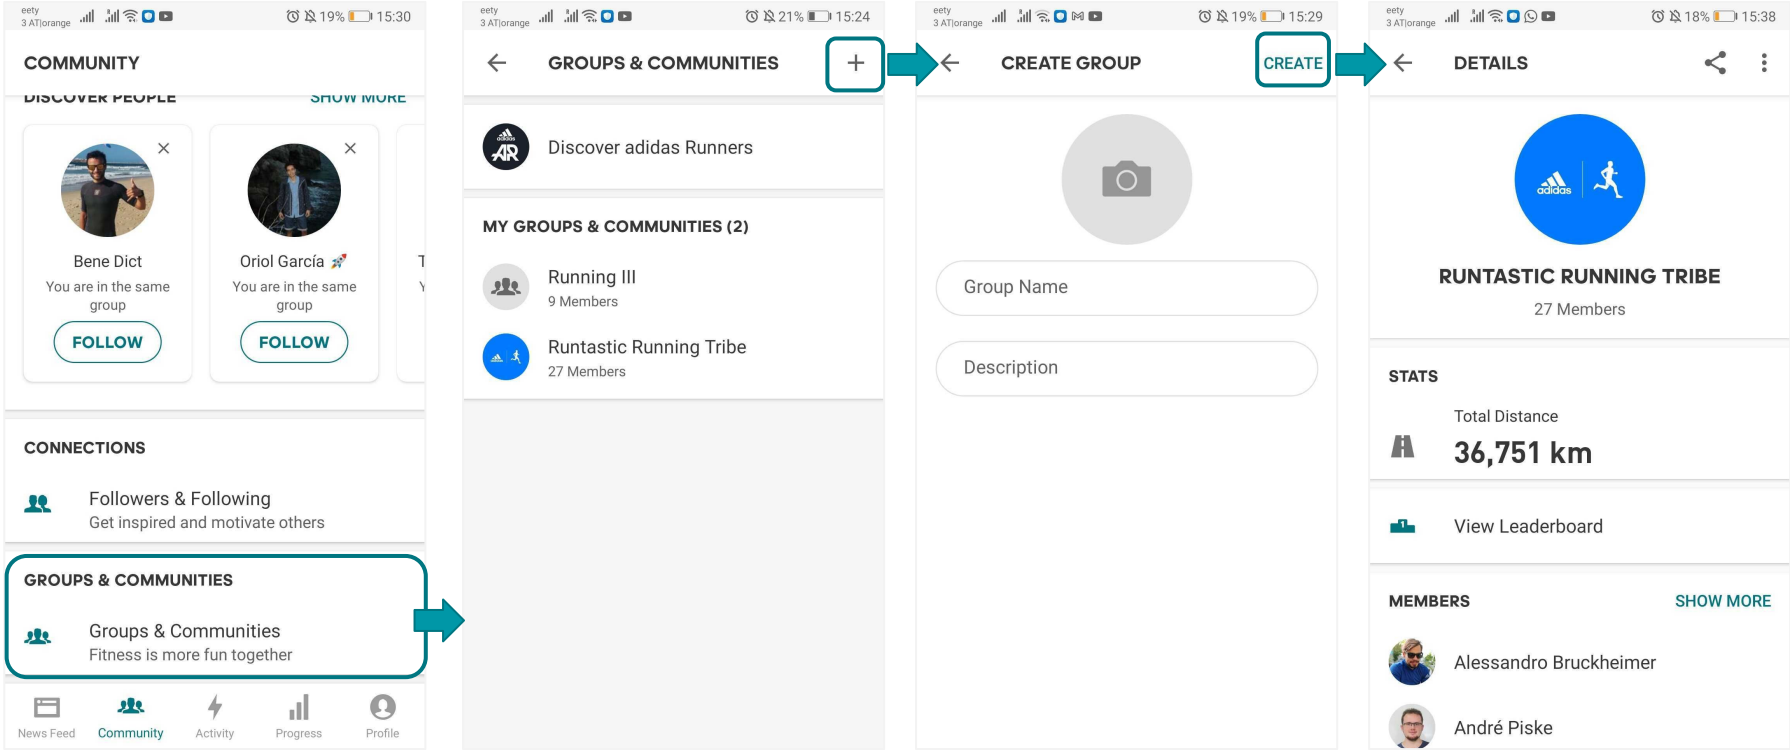 eety
3 AT|orange
19%
15:30
COMMUNITY
DISCOVER PEOPLE
SHOW MORE
Bene Dict
You are in the same
group
FOLLOW
Oriol García 🚀
You are in the same
group
FOLLOW
T
Y
CONNECTIONS
Followers & Following
Get inspired and motivate others
GROUPS & COMMUNITIES
Groups & Communities
Fitness is more fun together
News Feed
Community
Activity
Progress
Profile
eety
3 AT|orange
21%
15:24
GROUPS & COMMUNITIES
+
adidas
AR
Discover adidas Runners
MY GROUPS & COMMUNITIES (2)
Running III
9 Members
Runtastic Running Tribe
27 Members
eety
3 AT|orange
19%
15:29
CREATE GROUP
CREATE
Group Name
Description
eety
3 AT|orange
18%
15:38
DETAILS
adidas
RUNTASTIC RUNNING TRIBE
27 Members
STATS
Total Distance
36,751 km
1
View Leaderboard
MEMBERS
SHOW MORE
Alessandro Bruckheimer
André Piske